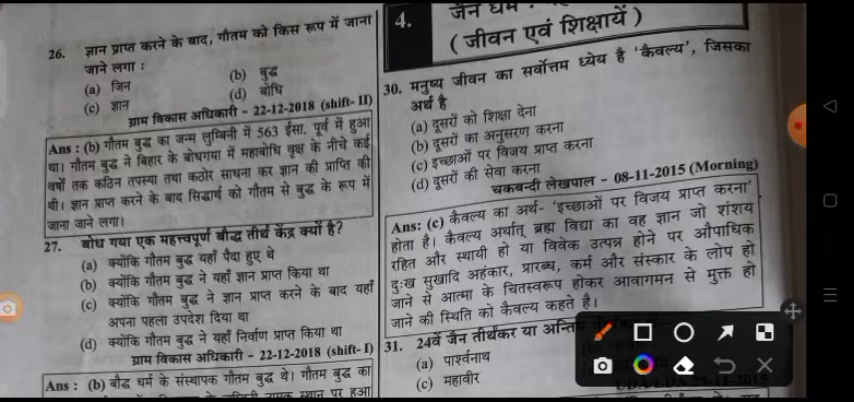 26. ज्ञान प्राप्त करने के बाद, गौतम को किस रूप में जाना
जाने लगा :
(a) जिन (b) बुद्ध
(c) ज्ञान (d) बोधि
ग्राम विकास अधिकारी - 22-12-2018 (shift- II)
Ans : (b) गौतम बुद्ध का जन्म लुम्बिनी में 563 ईसा. पूर्व में हुआ
था। गौतम बुद्ध ने बिहार के बोधगया में महाबोधि वृक्ष के नीचे कई
वर्षों तक कठिन तपस्या तथा कठोर साधना कर ज्ञान की प्राप्ति की
थी। ज्ञान प्राप्त करने के बाद सिद्धार्थ को गौतम से बुद्ध के रूप में
जाना जाने लगा।
27. बोध गया एक महत्त्वपूर्ण बौद्ध तीर्थ केंद्र क्यों है?
(a) क्योंकि गौतम बुद्ध यहाँ पैदा हुए थे
(b) क्योंकि गौतम बुद्ध ने यहाँ ज्ञान प्राप्त किया था
(c) क्योंकि गौतम बुद्ध ने ज्ञान प्राप्त करने के बाद यहाँ
अपना पहला उपदेश दिया था
(d) क्योंकि गौतम बुद्ध ने यहाँ निर्वाण प्राप्त किया था
ग्राम विकास अधिकारी - 22-12-2018 (shift- I)
Ans : (b) बौद्ध धर्म के संस्थापक गौतम बुद्ध थे। गौतम बुद्ध का
नामक स्थान पर हुआ
4. जैन धर्म
( जीवन एवं शिक्षायें )
30. मनुष्य जीवन का सर्वोत्तम ध्येय है 'कैवल्य', जिसका
अर्थ है
(a) दूसरों को शिक्षा देना
(b) दूसरों का अनुसरण करना
(c) इच्छाओं पर विजय प्राप्त करना
(d) दूसरों की सेवा करना
चकबन्दी लेखपाल - 08-11-2015 (Morning)
Ans: (c) कैवल्य का अर्थ- 'इच्छाओं पर विजय प्राप्त करना'
होता है। कैवल्य अर्थात् ब्रह्म विद्या का वह ज्ञान जो शंशय
रहित और स्थायी हो या विवेक उत्पन्न होने पर औपाधिक
दुःख सुखादि अहंकार, प्रारब्ध, कर्म और संस्कार के लोप हो
जाने से आत्मा के चितस्वरूप होकर आवागमन से मुक्त हो
जाने की स्थिति को कैवल्य कहते है।
31. 24वें जैन तीर्थंकर या अन्तिम
(a) पार्श्वनाथ
(c) महावीर